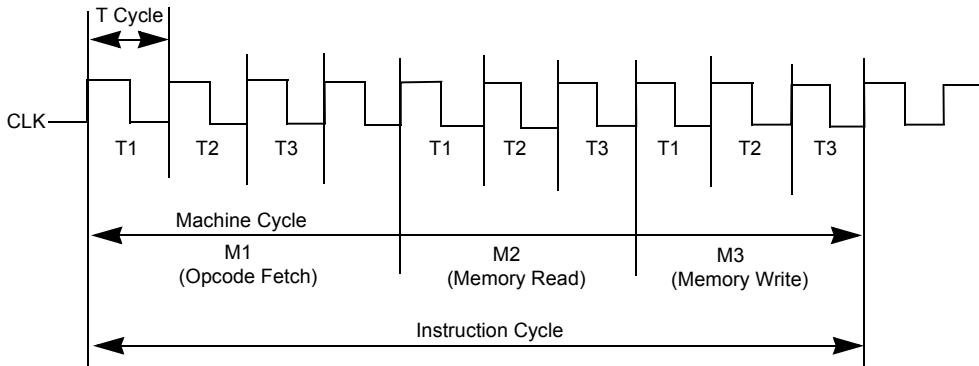 T Cycle
CLK
T1 T2 T3 T1 T2 T3 T1 T2 T3
Machine Cycle
M1 M2 M3
(Opcode Fetch) (Memory Read) (Memory Write)
Instruction Cycle